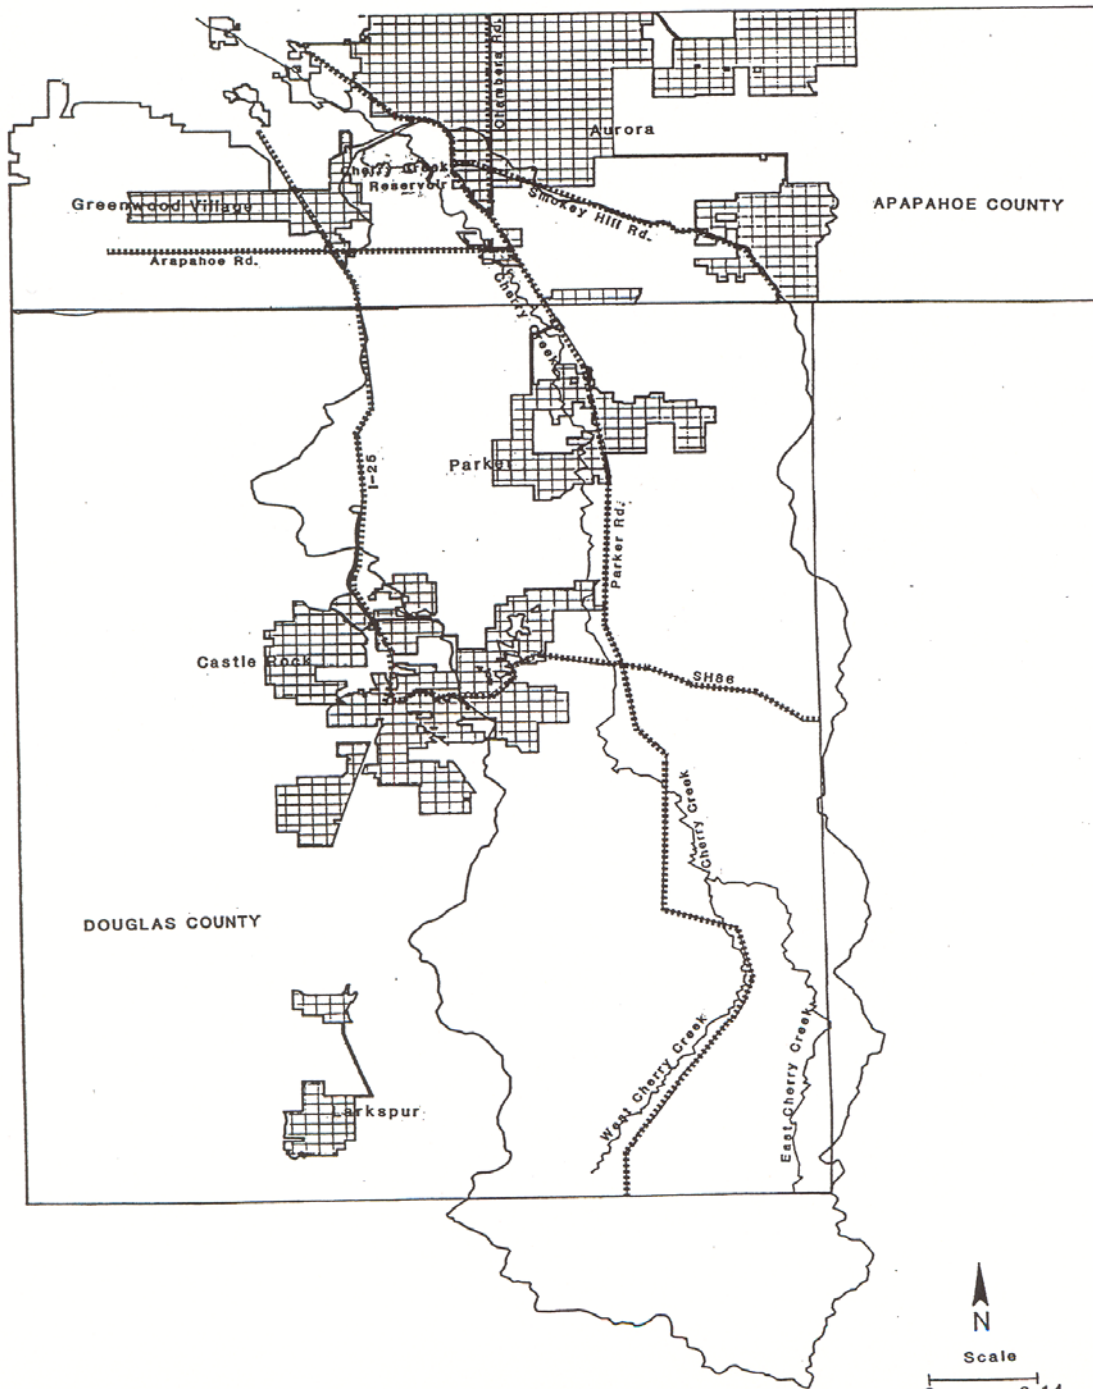 Chambers Rd.
Aurora
Cherry Creek
Reservoir
Greenwood Village
Smokey Hill Rd.
APAPAHOE COUNTY
Arapahoe Rd.
Cherry Creek
I-25
Parker
Parker Rd.
Castle Rock
SH86
Cherry Creek
DOUGLAS COUNTY
West Cherry Creek
East Cherry Creek
Larkspur
N
Scale